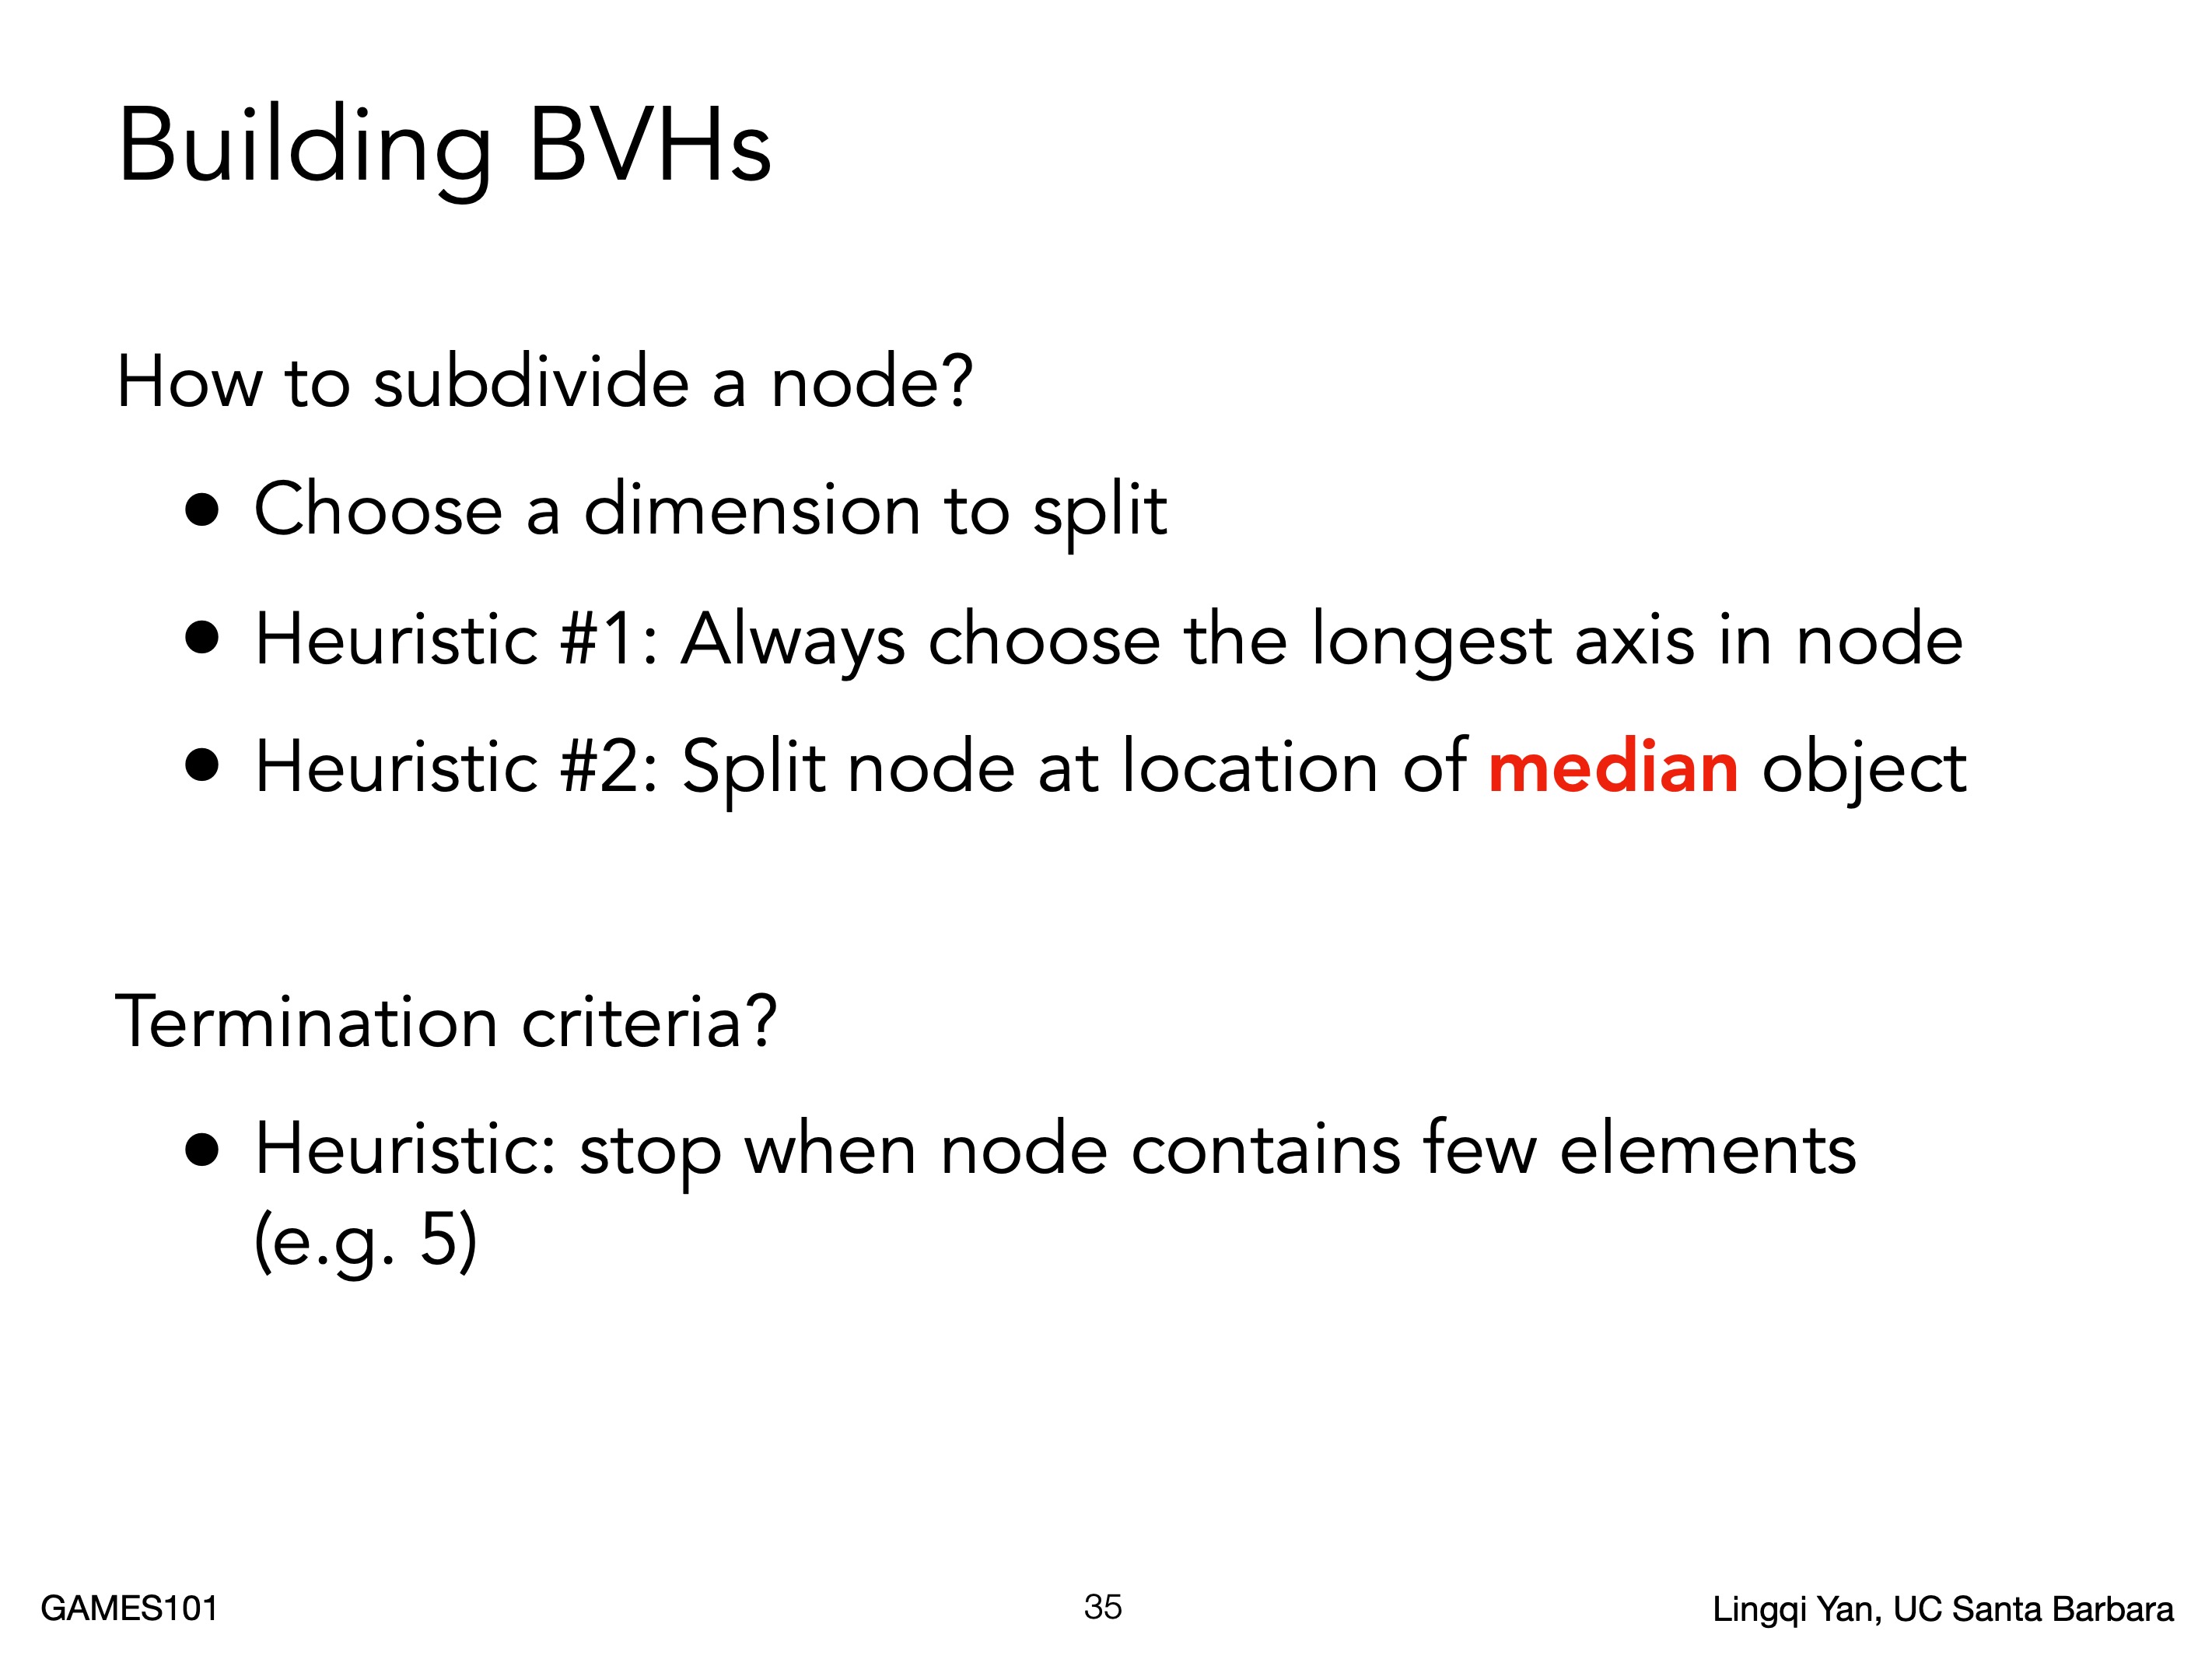 Building BVHs
How to subdivide a node?
• Choose a dimension to split
• Heuristic #1: Always choose the longest axis in node
• Heuristic #2: Split node at location of median object
Termination criteria?
• Heuristic: stop when node contains few elements
(e.g. 5)
GAMES101
35
Lingqi Yan, UC Santa Barbara